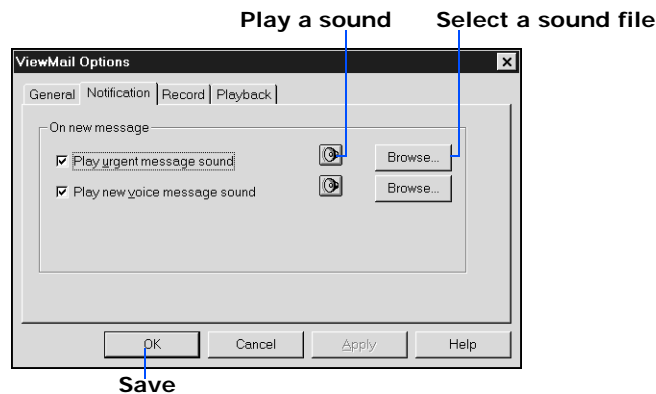 Play a sound Select a sound file
ViewMail Options
General Notification Record Playback
On new message
Play urgent message sound Browse...
Play new voice message sound Browse...
OK Cancel Apply Help
Save